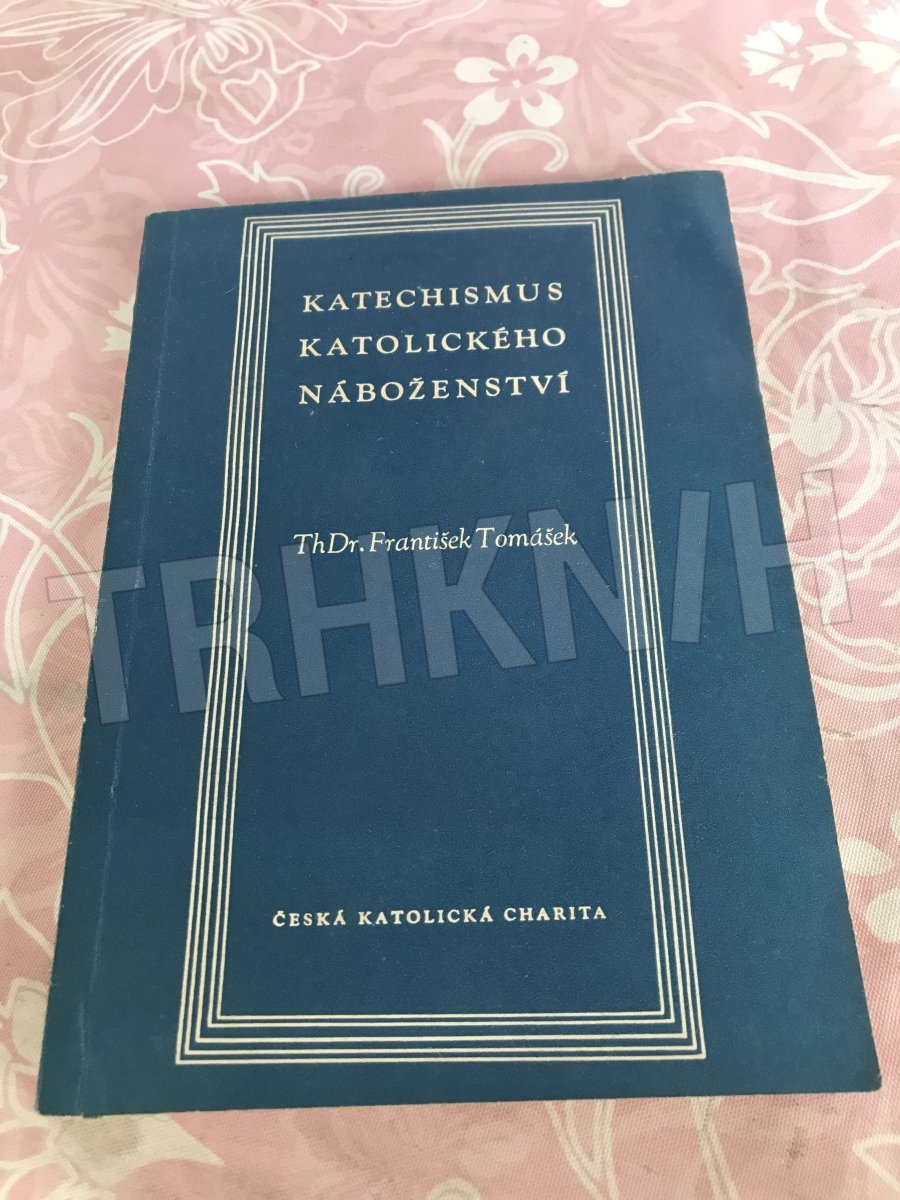 KATECHISMUS
KATOLICKÉHO
NÁBOŽENSTVÍ
ThDr. František Tomášek
TRHKNIH
ČESKÁ KATOLICKÁ CHARITA